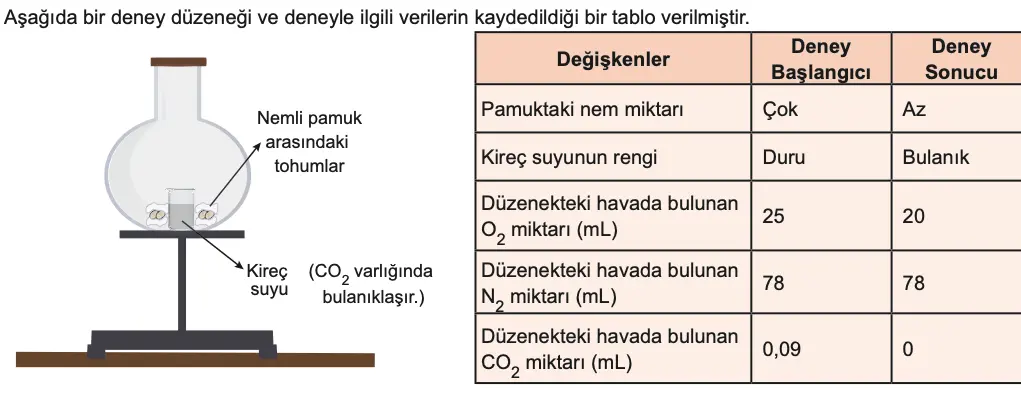 Aşağıda bir deney düzeneği ve deneyle ilgili verilerin kaydedildiği bir tablo verilmiştir.
Nemli pamuk
arasındaki
tohumlar
Kireç
suyu
(CO₂ varlığında
bulanıklaşır.)
Değişkenler
Deney
Başlangıcı
Deney
Sonucu
Pamuktaki nem miktarı
Çok
Az
Kireç suyunun rengi
Duru
Bulanık
Düzenekteki havada bulunan
O₂ miktarı (mL)
25
20
Düzenekteki havada bulunan
N₂ miktarı (mL)
78
78
Düzenekteki havada bulunan
CO₂ miktarı (mL)
0,09
0